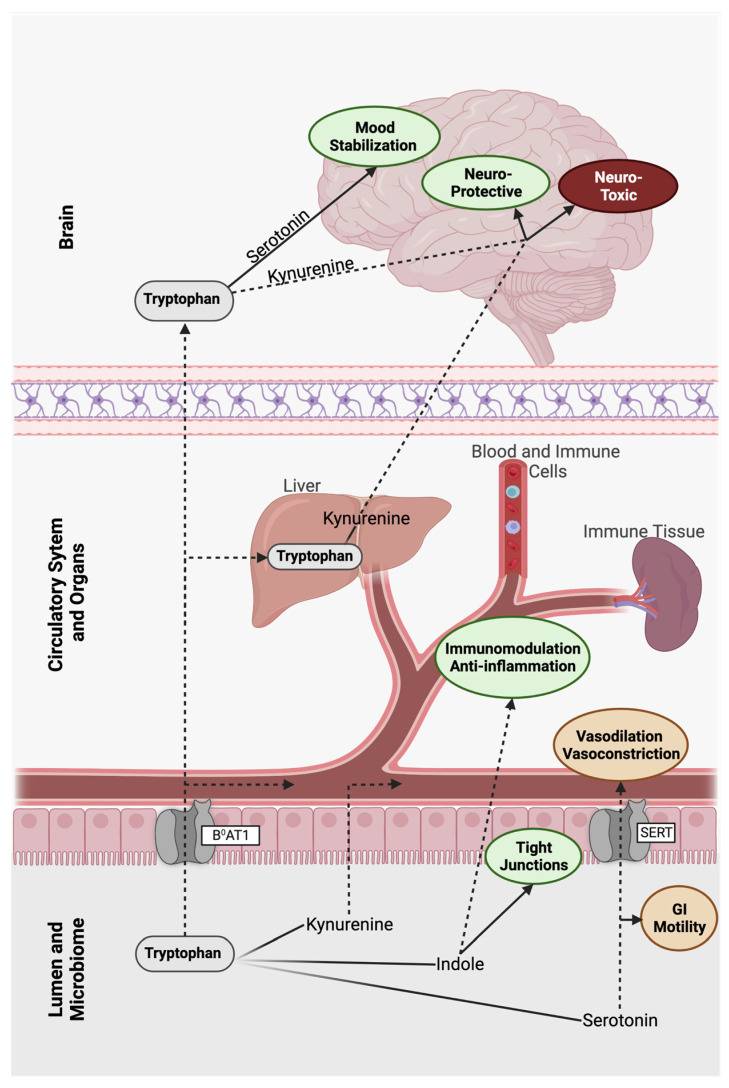 Mood
Stabilization
Neuro-
Protective
Neuro-
Toxic
Serotonin
Kynurenine
Tryptophan
Brain
Blood and Immune
Cells
Liver
Kynurenine
Tryptophan
Immune Tissue
Circulatory Sytem
and Organs
Immunomodulation
Anti-inflammation
Vasodilation
Vasoconstriction
B⁰AT1
SERT
Tight
Junctions
GI
Motility
Kynurenine
Tryptophan
Indole
Serotonin
Lumen and
Microbiome